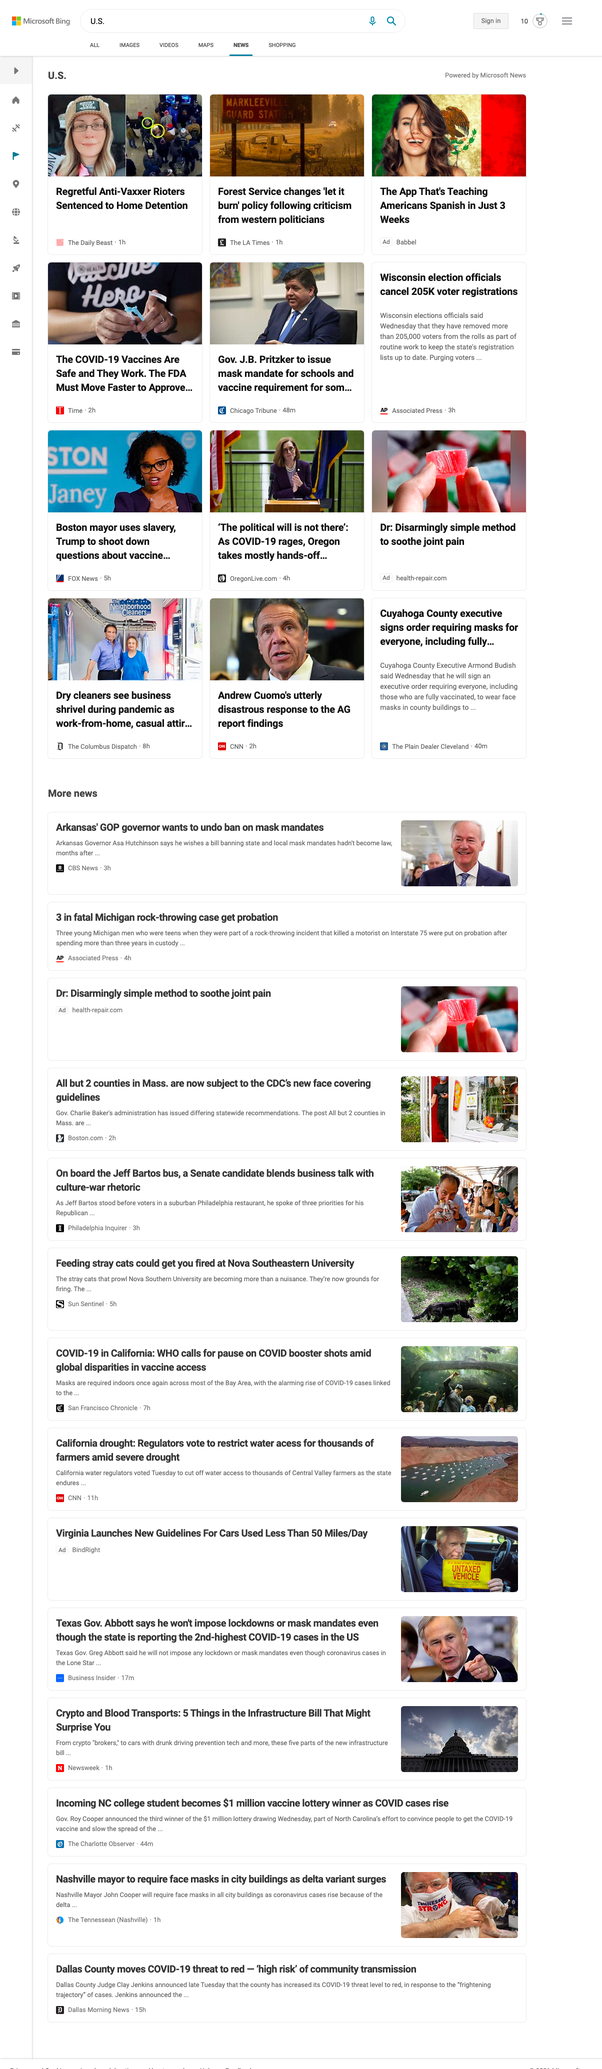 Microsoft Bing
U.S.
Sign in
10
ALL
IMAGES
VIDEOS
MAPS
NEWS
SHOPPING
U.S.
Powered by Microsoft News
Regretful Anti-Vaxxer Rioters
Sentenced to Home Detention
The Daily Beast · 1h
MARKLEEVILLE
GUARD STATION
Forest Service changes 'let it
burn' policy following criticism
from western politicians
The LA Times · 1h
The App That's Teaching
Americans Spanish in Just 3
Weeks
Ad Babbel
Hero
The COVID-19 Vaccines Are
Safe and They Work. The FDA
Must Move Faster to Approve...
Time · 2h
Gov. J.B. Pritzker to issue
mask mandate for schools and
vaccine requirement for som...
Chicago Tribune · 48m
Wisconsin election officials
cancel 205K voter registrations
Wisconsin elections officials said
Wednesday that they have removed more
than 205,000 voters from the rolls as part of
routine work to keep the state's registration
lists up to date. Purging voters ...
AP Associated Press · 3h
STON
Janey
Boston mayor uses slavery,
Trump to shoot down
questions about vaccine...
FOX News · 5h
'The political will is not there':
As COVID-19 rages, Oregon
takes mostly hands-off...
OregonLive.com · 4h
Dr: Disarmingly simple method
to soothe joint pain
Ad health-repair.com
Neighborhood
Cleaners
Dry cleaners see business
shrivel during pandemic as
work-from-home, casual attir...
The Columbus Dispatch · 8h
Andrew Cuomo's utterly
disastrous response to the AG
report findings
CNN · 2h
Cuyahoga County executive
signs order requiring masks for
everyone, including fully...
Cuyahoga County Executive Armond Budish
said Wednesday that he will sign an
executive order requiring everyone, including
those who are fully vaccinated, to wear face
masks in county buildings to ...
The Plain Dealer Cleveland · 40m
More news
Arkansas' GOP governor wants to undo ban on mask mandates
Arkansas Governor Asa Hutchinson says he wishes a bill banning state and local mask mandates hadn't become law,
months after ...
CBS News · 3h
3 in fatal Michigan rock-throwing case get probation
Three young Michigan men who were teens when they were part of a rock-throwing incident that killed a motorist on Interstate 75 were put on probation after
spending more than three years in custody ...
AP Associated Press · 4h
Dr: Disarmingly simple method to soothe joint pain
Ad health-repair.com
All but 2 counties in Mass. are now subject to the CDC's new face covering
guidelines
Gov. Charlie Baker's administration has issued differing statewide recommendations. The post All but 2 counties in
Mass. are ...
Boston.com · 2h
On board the Jeff Bartos bus, a Senate candidate blends business talk with
culture-war rhetoric
As Jeff Bartos stood before voters in a suburban Philadelphia restaurant, he spoke of three priorities for his
Republican ...
Philadelphia Inquirer · 3h
Feeding stray cats could get you fired at Nova Southeastern University
The stray cats that prowl Nova Southern University are becoming more than a nuisance. They're now grounds for
firing. The ...
Sun Sentinel · 5h
COVID-19 in California: WHO calls for pause on COVID booster shots amid
global disparities in vaccine access
Masks are required indoors once again across most of the Bay Area, with the alarming rise of COVID-19 cases linked
to the ...
San Francisco Chronicle · 7h
California drought: Regulators vote to restrict water acess for thousands of
farmers amid severe drought
California water regulators voted Tuesday to cut off water access to thousands of Central Valley farmers as the state
endures ...
CNN · 11h
Virginia Launches New Guidelines For Cars Used Less Than 50 Miles/Day
Ad BindRight
UNTAXED
VEHICLE
Texas Gov. Abbott says he won't impose lockdowns or mask mandates even
though the state is reporting the 2nd-highest COVID-19 cases in the US
Texas Gov. Greg Abbott said he will not impose any lockdown or mask mandates even though coronavirus cases in
the Lone Star ...
Business Insider · 17m
Crypto and Blood Transports: 5 Things in the Infrastructure Bill That Might
Surprise You
From crypto "brokers," to cars with drunk driving prevention tech and more, these five parts of the new infrastructure
bill ...
Newsweek · 1h
Incoming NC college student becomes $1 million vaccine lottery winner as COVID cases rise
Gov. Roy Cooper announced the third winner of the $1 million lottery drawing Wednesday, part of North Carolina's effort to convince people to get the COVID-19
vaccine and slow the spread of the ...
The Charlotte Observer · 44m
Nashville mayor to require face masks in city buildings as delta variant surges
Nashville Mayor John Cooper will require face masks in all city buildings as coronavirus cases rise because of the
delta ...
The Tennessean (Nashville) · 1h
TENNESSEE
STRONG
Dallas County moves COVID-19 threat to red — 'high risk' of community transmission
Dallas County Judge Clay Jenkins announced late Tuesday that the county has increased its COVID-19 threat level to red, in response to the "frightening
trajectory" of cases. Jenkins announced the ...
Dallas Morning News · 15h